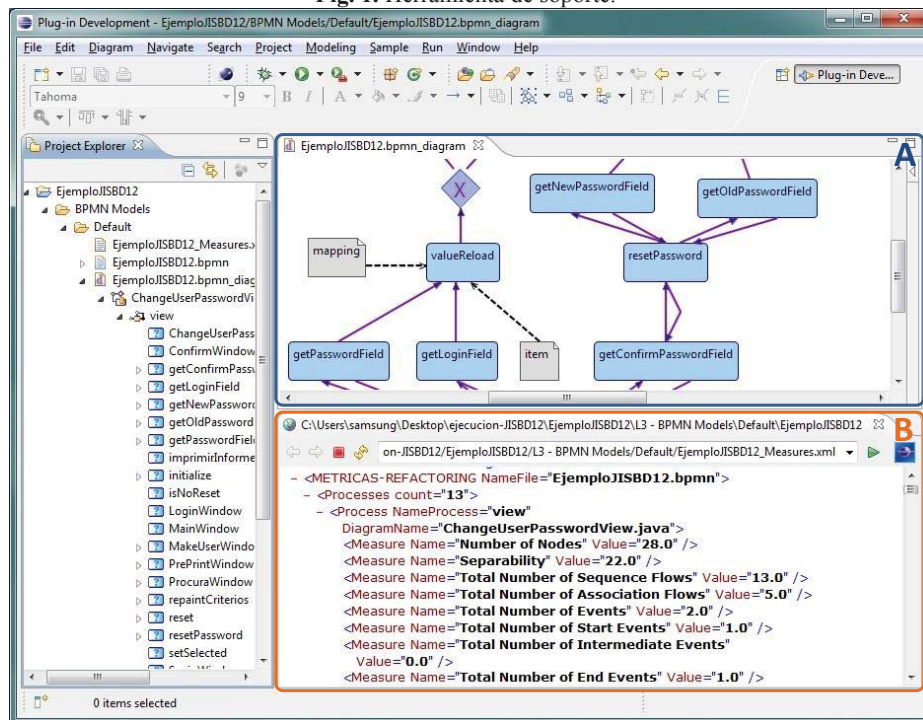 Fig. 1. Herramienta de soporte.
Plug-in Development - EjemploJISBD12/BPMN Models/Default/EjemploJISBD12.bpmn_diagram
File Edit Diagram Navigate Search Project Modeling Sample Run Window Help
Plug-in Deve...
Tahoma 9 B I A
Project Explorer
EjemploJISBD12
BPMN Models
Default
EjemploJISBD12_Measures.x
EjemploJISBD12.bpmn
EjemploJISBD12.bpmn_diag
ChangeUserPasswordVi
view
ChangeUserPass
ConfirmWindow
getConfirmPassu
getLoginField
getNewPassword
getOldPassword
getPasswordField
imprimirInforme
initialize
isNoReset
LoginWindow
MainWindow
MakeUserWindo
PrePrintWindow
ProcuraWindow
repaintCriterios
reset
resetPassword
setSelected
EjemploJISBD12.bpmn_diagram
A
X
getNewPasswordField
getOldPasswordField
mapping
valueReload
resetPassword
getPasswordField
getLoginField
item
getConfirmPasswordField
C:\Users\samsung\Desktop\ejecucion-JISBD12\EjemploJISBD12\L3 - BPMN Models\Default\EjemploJISBD12
B
on-JISBD12/EjemploJISBD12/L3 - BPMN Models/Default/EjemploJISBD12_Measures.xml
- <METRICAS-REFACTORING NameFile="EjemploJISBD12.bpmn">
- <Processes count="13">
- <Process NameProcess="view"
DiagramName="ChangeUserPasswordView.java">
<Measure Name="Number of Nodes" Value="28.0" />
<Measure Name="Separability" Value="22.0" />
<Measure Name="Total Number of Sequence Flows" Value="13.0" />
<Measure Name="Total Number of Association Flows" Value="5.0" />
<Measure Name="Total Number of Events" Value="2.0" />
<Measure Name="Total Number of Start Events" Value="1.0" />
<Measure Name="Total Number of Intermediate Events"
Value="0.0" />
<Measure Name="Total Number of End Events" Value="1.0" />
0 items selected